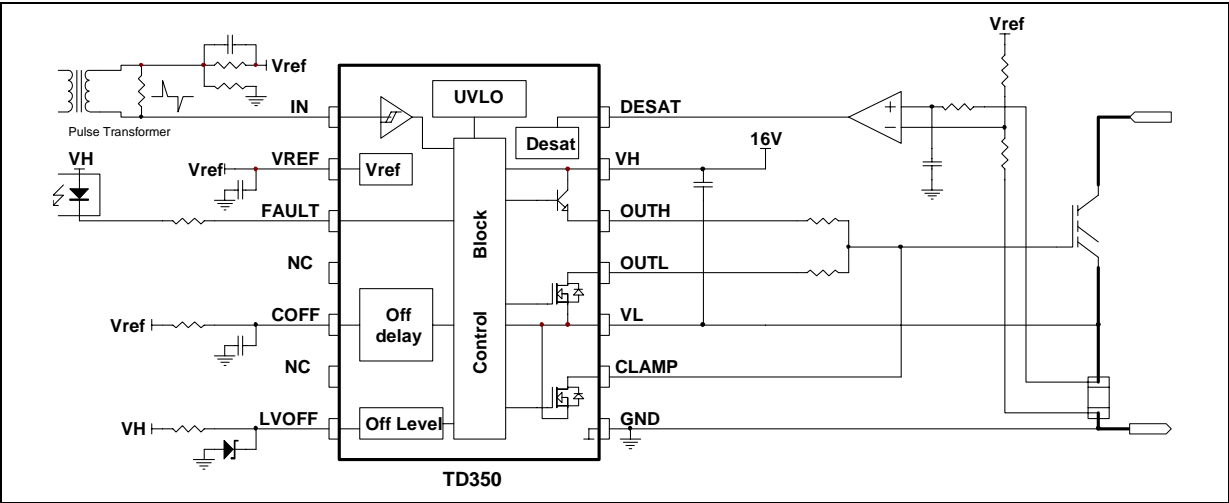 Vref
Pulse Transformer
VH
Vref
Vref
VH
IN
VREF
FAULT
NC
COFF
NC
LVOFF
UVLO
Desat
Vref
Off
delay
Off Level
Control
Block
DESAT
VH
OUTH
OUTL
VL
CLAMP
GND
16V
Vref
TD350